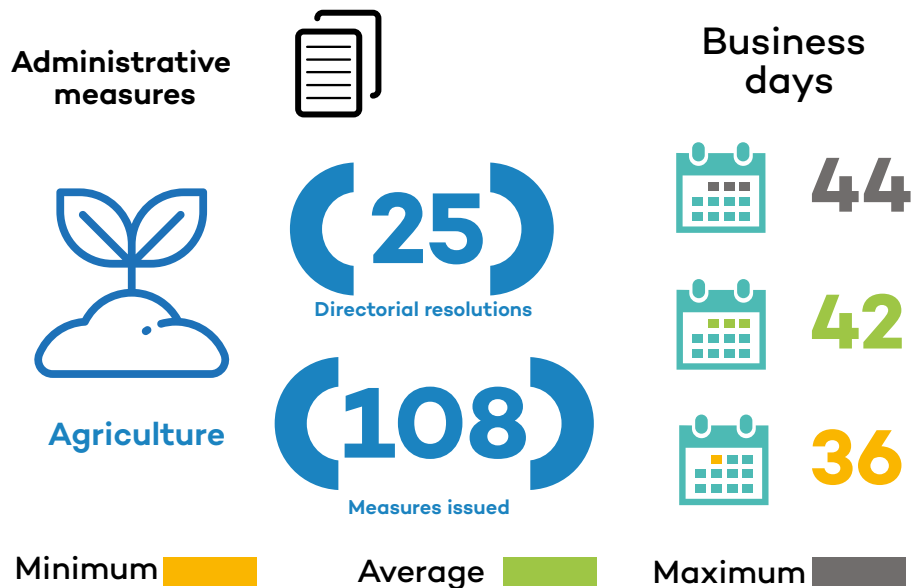 Administrative
measures
Business
days
25
Directorial resolutions
108
Measures issued
Agriculture
44
42
36
Minimum
Average
Maximum